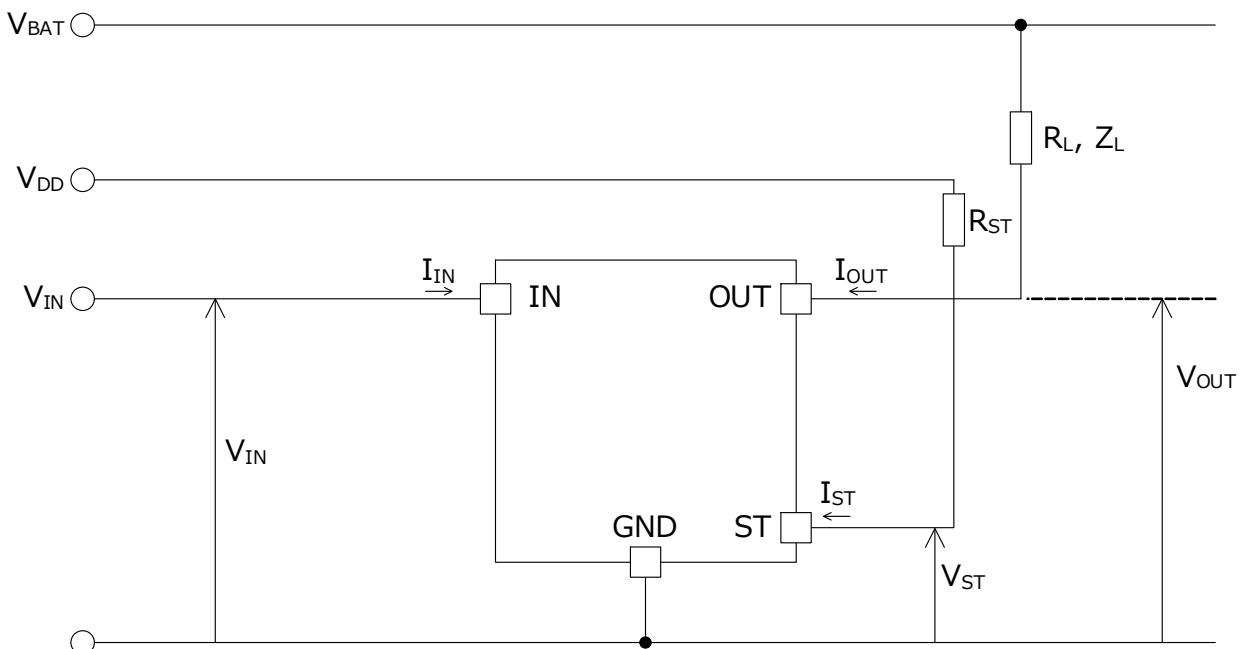 VBAT
RL, ZL
VDD
RST
IIN
IOUT
VIN
IN
OUT
VOUT
VIN
IST
GND
ST
VST